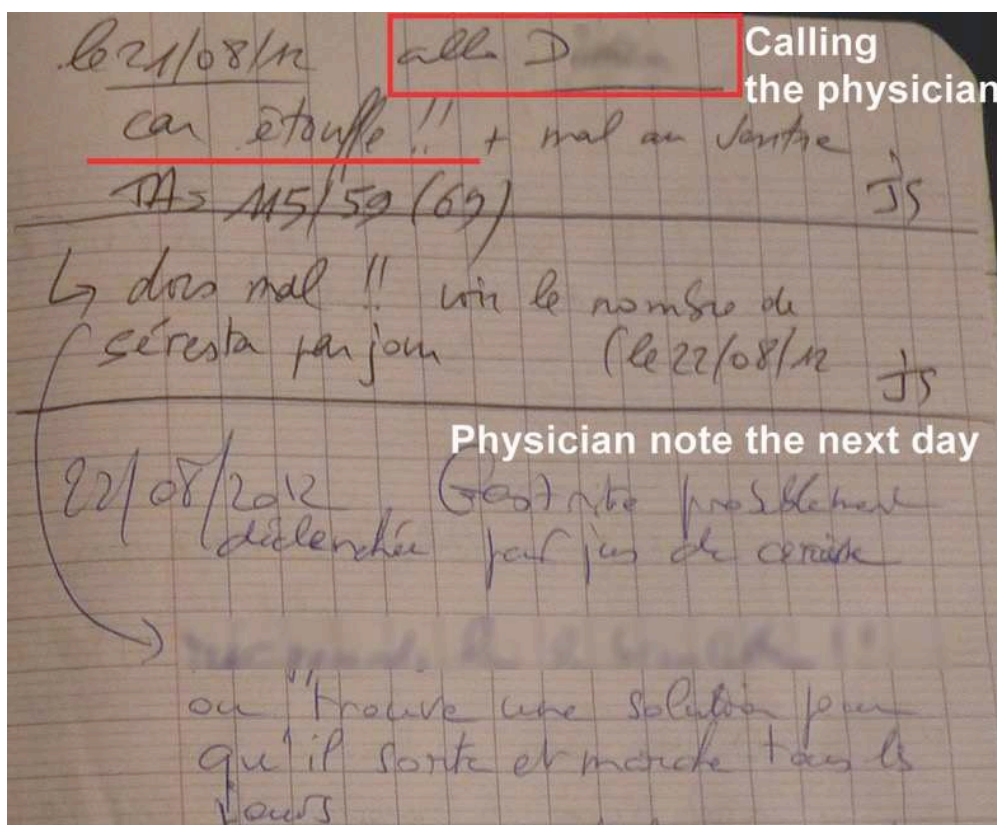 le 21/08/12 alla D
Calling
the physician
car étouffe !! + mal au ventre
TA = 115/59 (69) JS
↳ dors mal !! voir le nombre de
séresta par jour (le 22/08/12 JS
Physician note the next day
22/08/2012 Gastrite probablement
déclenchée par jus de cerise
ou trouve une solution pour
qu'il sorte et marche tous les
jours